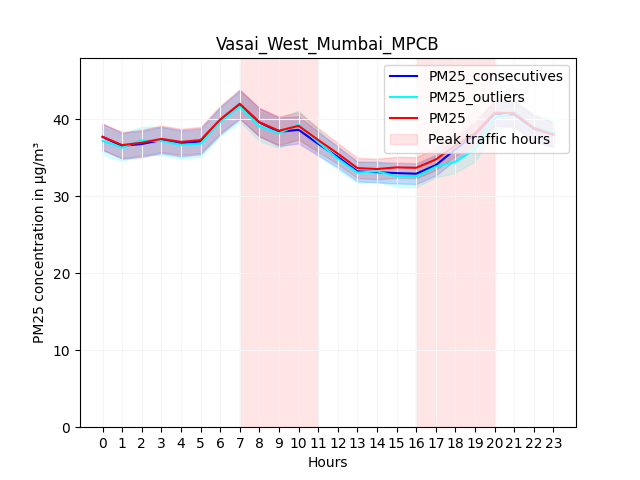 Vasai_West_Mumbai_MPCB
PM25_consecutives
PM25_outliers
PM25
Peak traffic hours
PM25 concentration in µg/m³
40
30
20
10
0
0 1 2 3 4 5 6 7 8 9 10 11 12 13 14 15 16 17 18 19 20 21 22 23
Hours